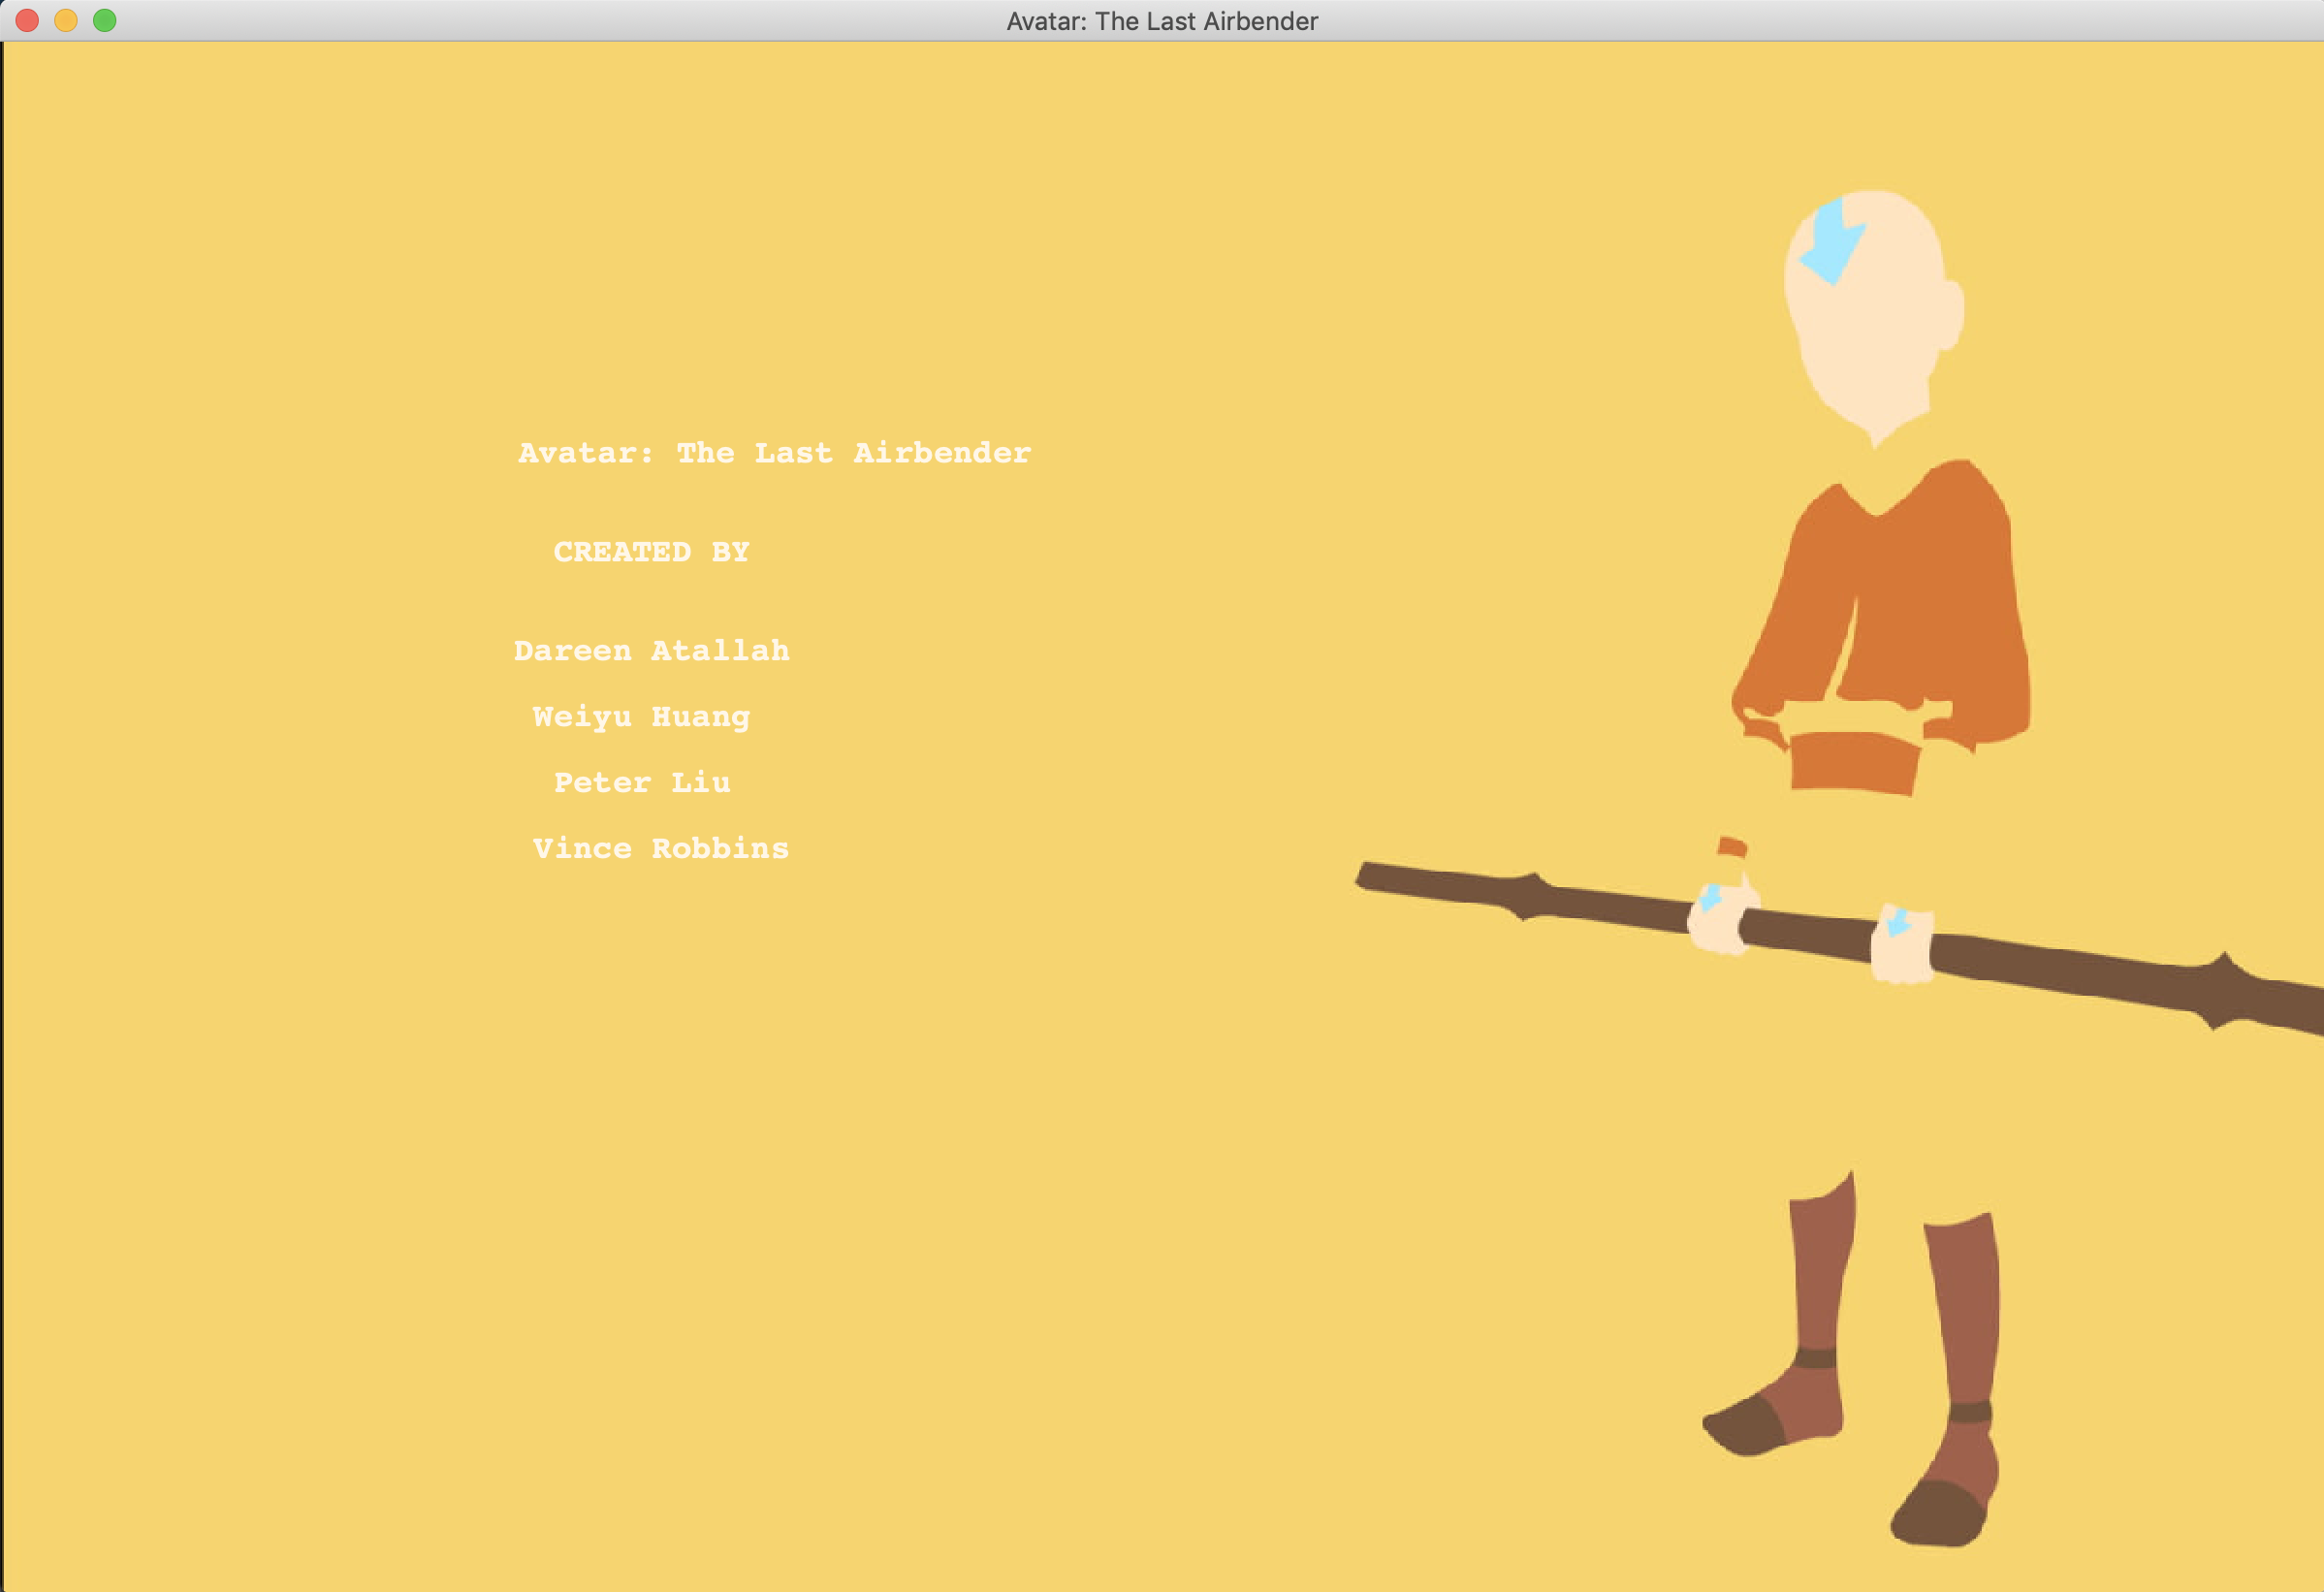 Avatar: The Last Airbender
Avatar: The Last Airbender
CREATED BY
Dareen Atallah
Weiyu Huang
Peter Liu
Vince Robbins